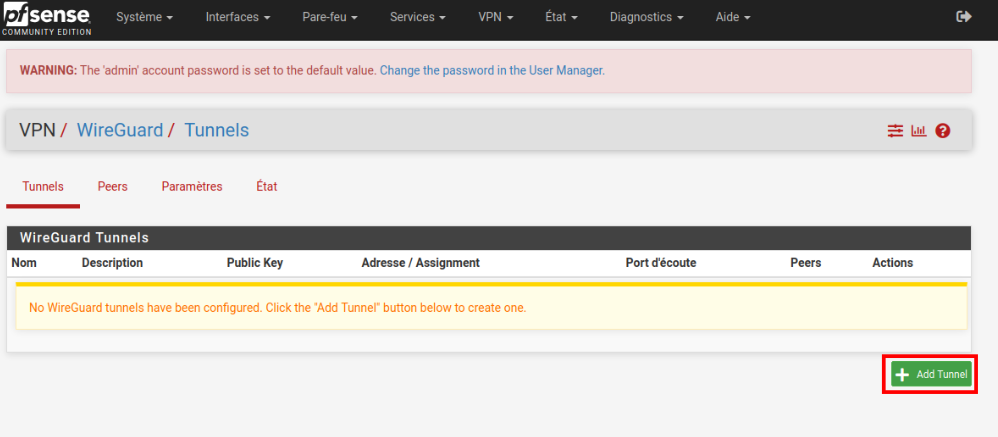 pfsense
COMMUNITY EDITION
Système Interfaces Pare-feu Services VPN État Diagnostics Aide
WARNING: The 'admin' account password is set to the default value. Change the password in the User Manager.
VPN / WireGuard / Tunnels
Tunnels Peers Paramètres État
WireGuard Tunnels
Nom Description Public Key Adresse / Assignment Port d'écoute Peers Actions
No WireGuard tunnels have been configured. Click the "Add Tunnel" button below to create one.
Add Tunnel